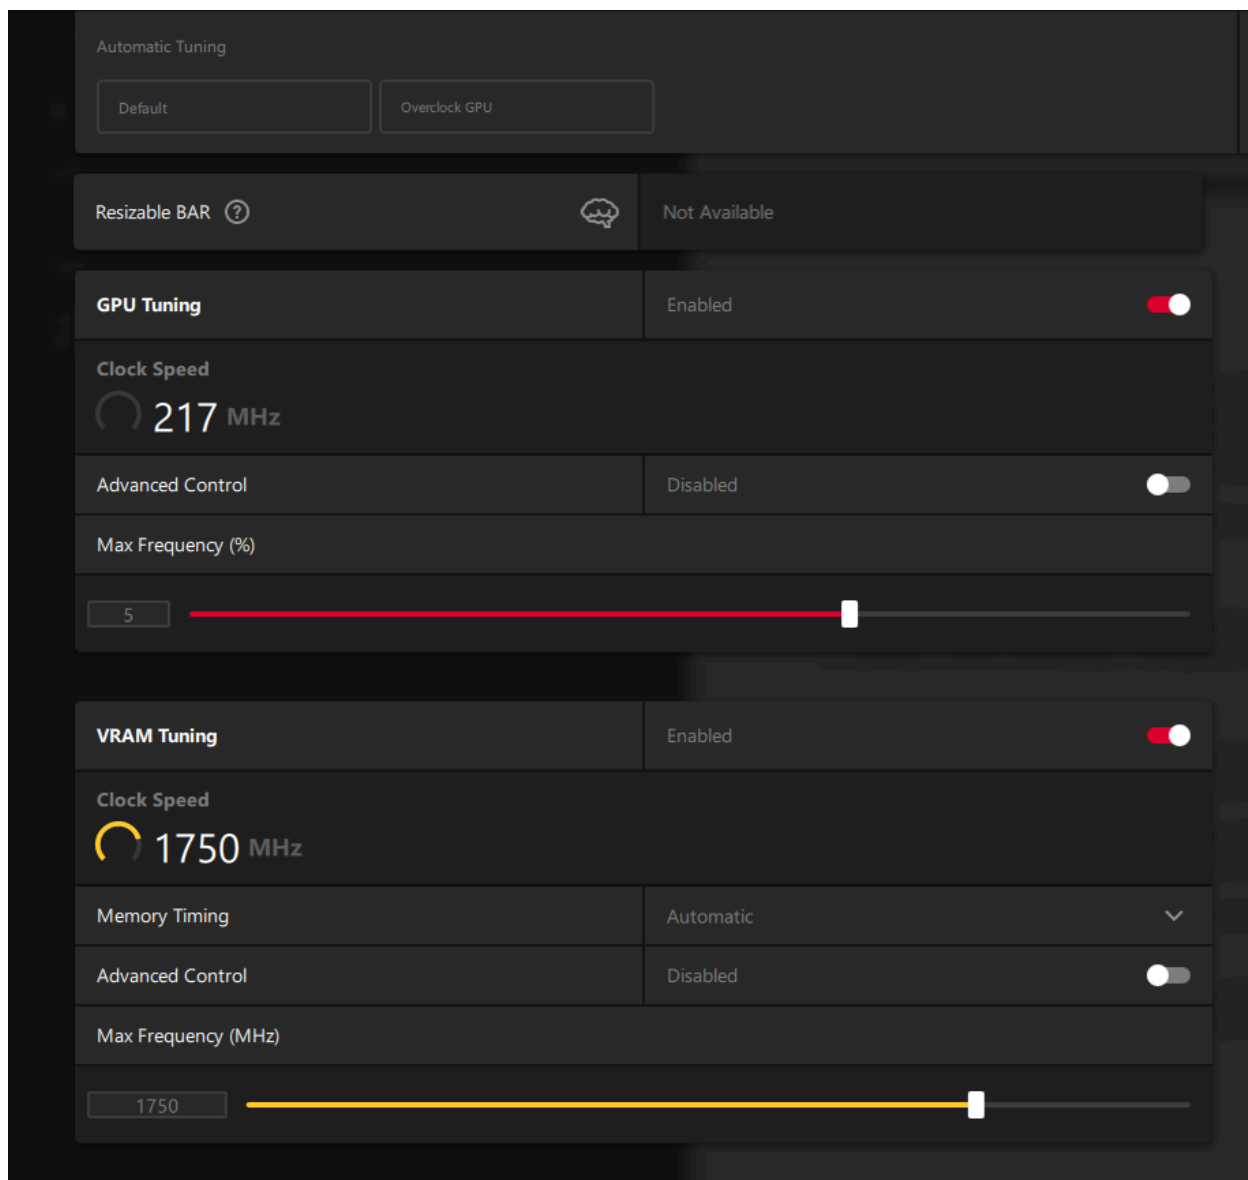 Automatic Tuning
Default
Overclock GPU
Resizable BAR ?
Not Available
GPU Tuning
Enabled
Clock Speed
217 MHz
Advanced Control
Disabled
Max Frequency (%)
5
VRAM Tuning
Enabled
Clock Speed
1750 MHz
Memory Timing
Automatic
Advanced Control
Disabled
Max Frequency (MHz)
1750